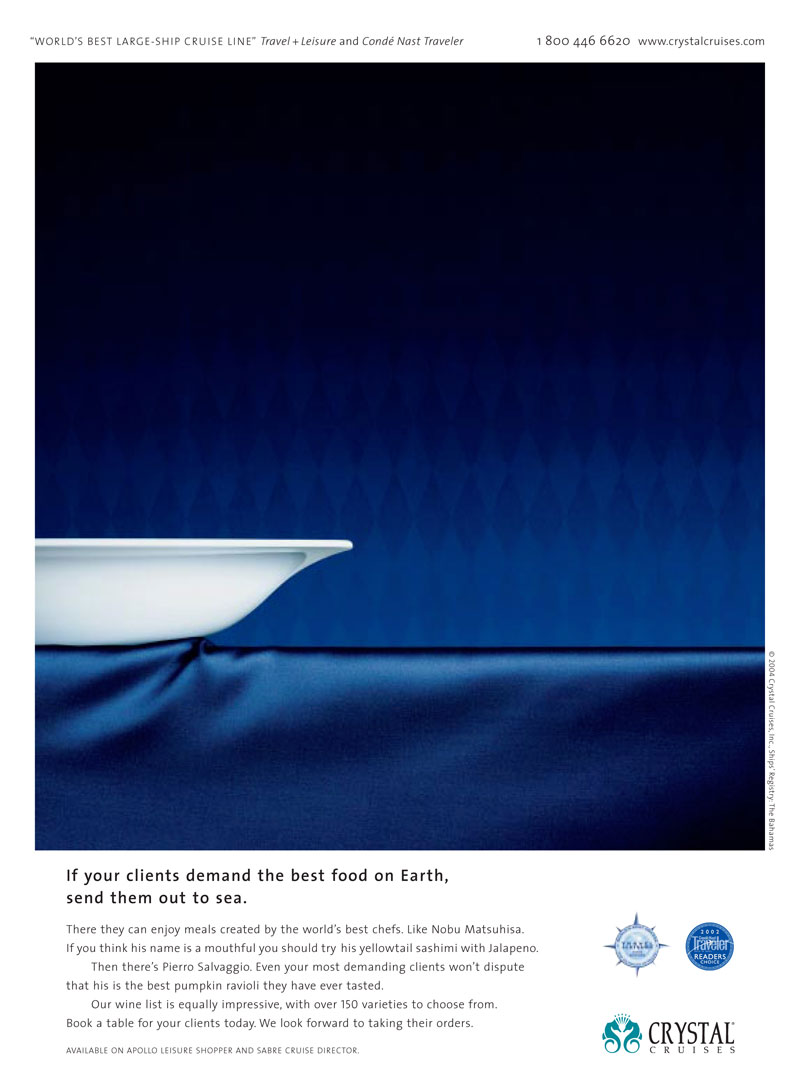 "WORLD'S BEST LARGE-SHIP CRUISE LINE" Travel + Leisure and Condé Nast Traveler
1 800 446 6620 www.crystalcruises.com
© 2004 Crystal Cruises, Inc., Ships' Registry: The Bahamas
If your clients demand the best food on Earth,
send them out to sea.
There they can enjoy meals created by the world's best chefs. Like Nobu Matsuhisa.
If you think his name is a mouthful you should try his yellowtail sashimi with Jalapeno.
Then there's Pierro Salvaggio. Even your most demanding clients won't dispute
that his is the best pumpkin ravioli they have ever tasted.
Our wine list is equally impressive, with over 150 varieties to choose from.
Book a table for your clients today. We look forward to taking their orders.
AVAILABLE ON APOLLO LEISURE SHOPPER AND SABRE CRUISE DIRECTOR.
2002
Traveler
READERS
CHOICE
CRYSTAL
CRUISES